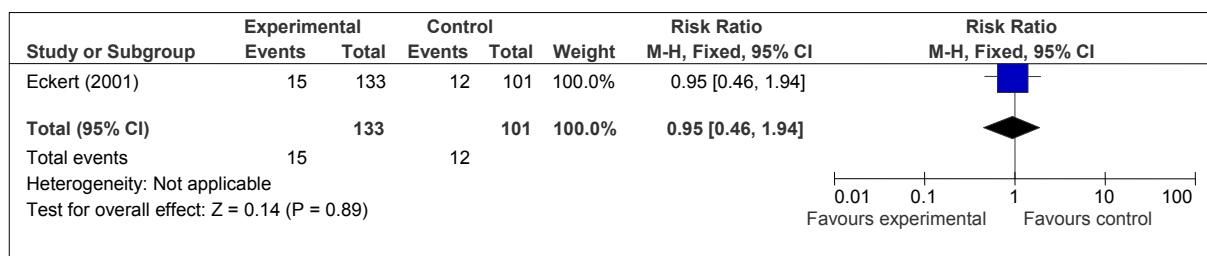 Experimental Control Risk Ratio Risk Ratio
Study or Subgroup Events Total Events Total Weight M-H, Fixed, 95% CI M-H, Fixed, 95% CI
Eckert (2001) 15 133 12 101 100.0% 0.95 [0.46, 1.94]
Total (95% CI) 133 101 100.0% 0.95 [0.46, 1.94]
Total events 15 12
Heterogeneity: Not applicable
Test for overall effect: Z = 0.14 (P = 0.89)
0.01 0.1 1 10 100
Favours experimental Favours control